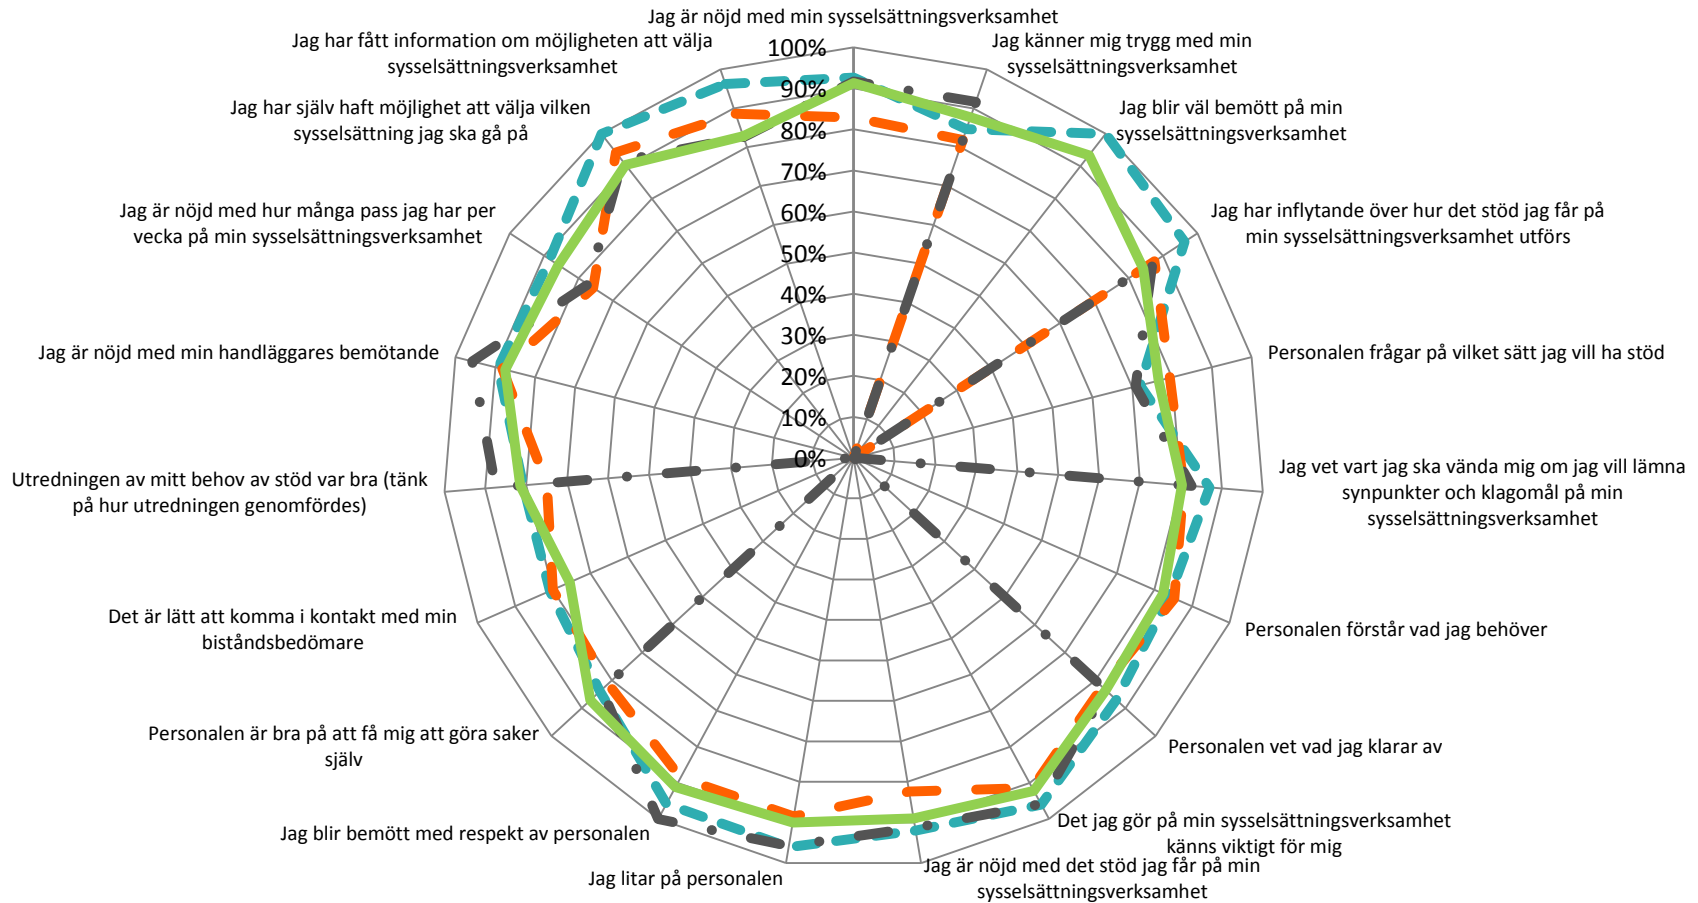 Jag är nöjd med min sysselsättningsverksamhet
Jag känner mig trygg med min
sysselsättningsverksamhet
Jag blir väl bemött på min
sysselsättningsverksamhet
Jag har inflytande över hur det stöd jag får på
min sysselsättningsverksamhet utförs
Personalen frågar på vilket sätt jag vill ha stöd
Jag vet vart jag ska vända mig om jag vill lämna
synpunkter och klagomål på min
sysselsättningsverksamhet
Personalen förstår vad jag behöver
Personalen vet vad jag klarar av
Det jag gör på min sysselsättningsverksamhet
känns viktigt för mig
Jag är nöjd med det stöd jag får på min
sysselsättningsverksamhet
Jag litar på personalen
Jag blir bemött med respekt av personalen
Personalen är bra på att få mig att göra saker
själv
Det är lätt att komma i kontakt med min
biståndsbedömare
Utredningen av mitt behov av stöd var bra (tänk
på hur utredningen genomfördes)
Jag är nöjd med min handläggares bemötande
Jag är nöjd med hur många pass jag har per
vecka på min sysselsättningsverksamhet
Jag har själv haft möjlighet att välja vilken
sysselsättning jag ska gå på
Jag har fått information om möjligheten att välja
sysselsättningsverksamhet
100%
90%
80%
70%
60%
50%
40%
30%
20%
10%
0%